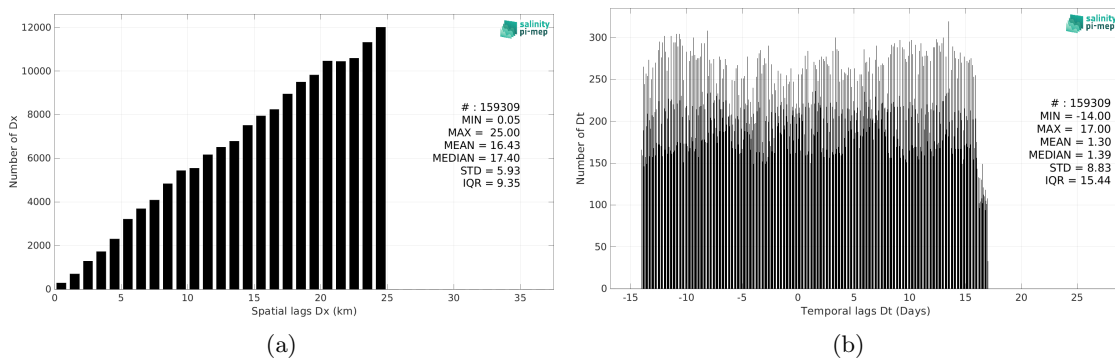 12000
10000
8000
6000
4000
2000
0
Number of Dx
0 5 10 15 20 25 30 35
Spatial lags Dx (km)
salinity
pi-mep
# : 159309
MIN = 0.05
MAX = 25.00
MEAN = 16.43
MEDIAN = 17.40
STD = 5.93
IQR = 9.35
(a)
300
250
200
150
100
50
0
Number of Dt
-15 -10 -5 0 5 10 15 20 25
Temporal lags Dt (Days)
salinity
pi-mep
# : 159309
MIN = -14.00
MAX = 17.00
MEAN = 1.30
MEDIAN = 1.39
STD = 8.83
IQR = 15.44
(b)